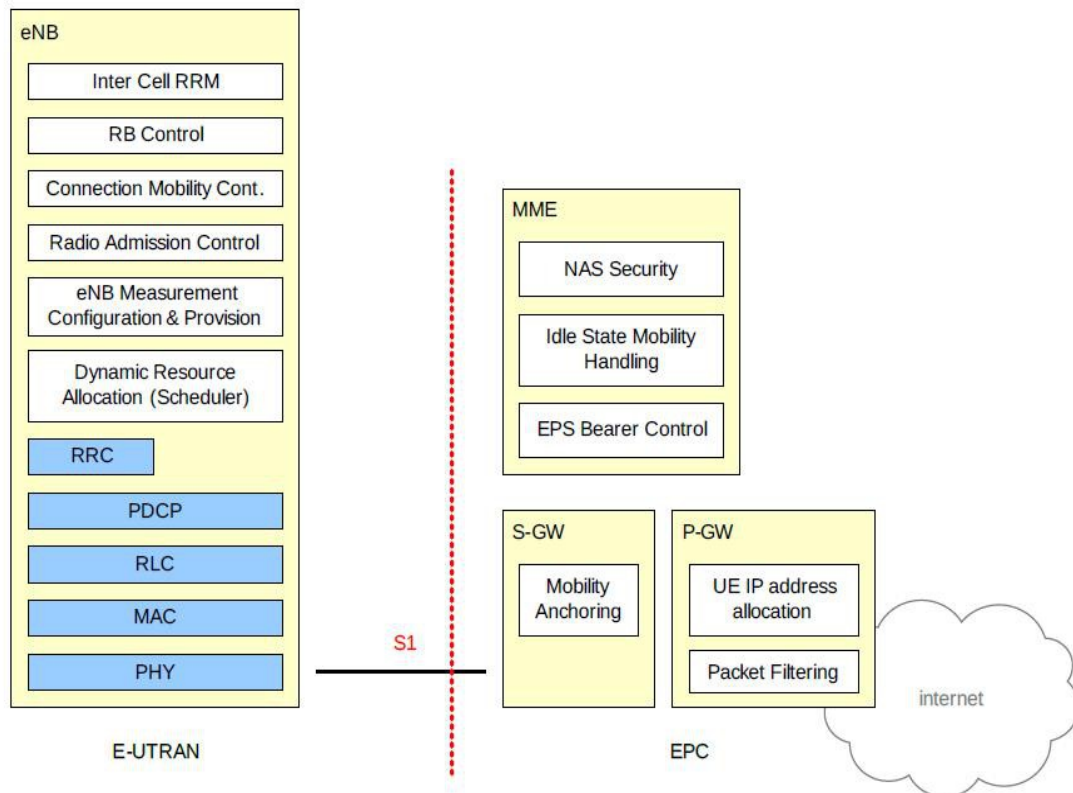 eNB
Inter Cell RRM
RB Control
Connection Mobility Cont.
Radio Admission Control
eNB Measurement
Configuration & Provision
Dynamic Resource
Allocation (Scheduler)
RRC
PDCP
RLC
MAC
PHY
E-UTRAN
S1
MME
NAS Security
Idle State Mobility
Handling
EPS Bearer Control
S-GW
Mobility
Anchoring
P-GW
UE IP address
allocation
Packet Filtering
internet
EPC